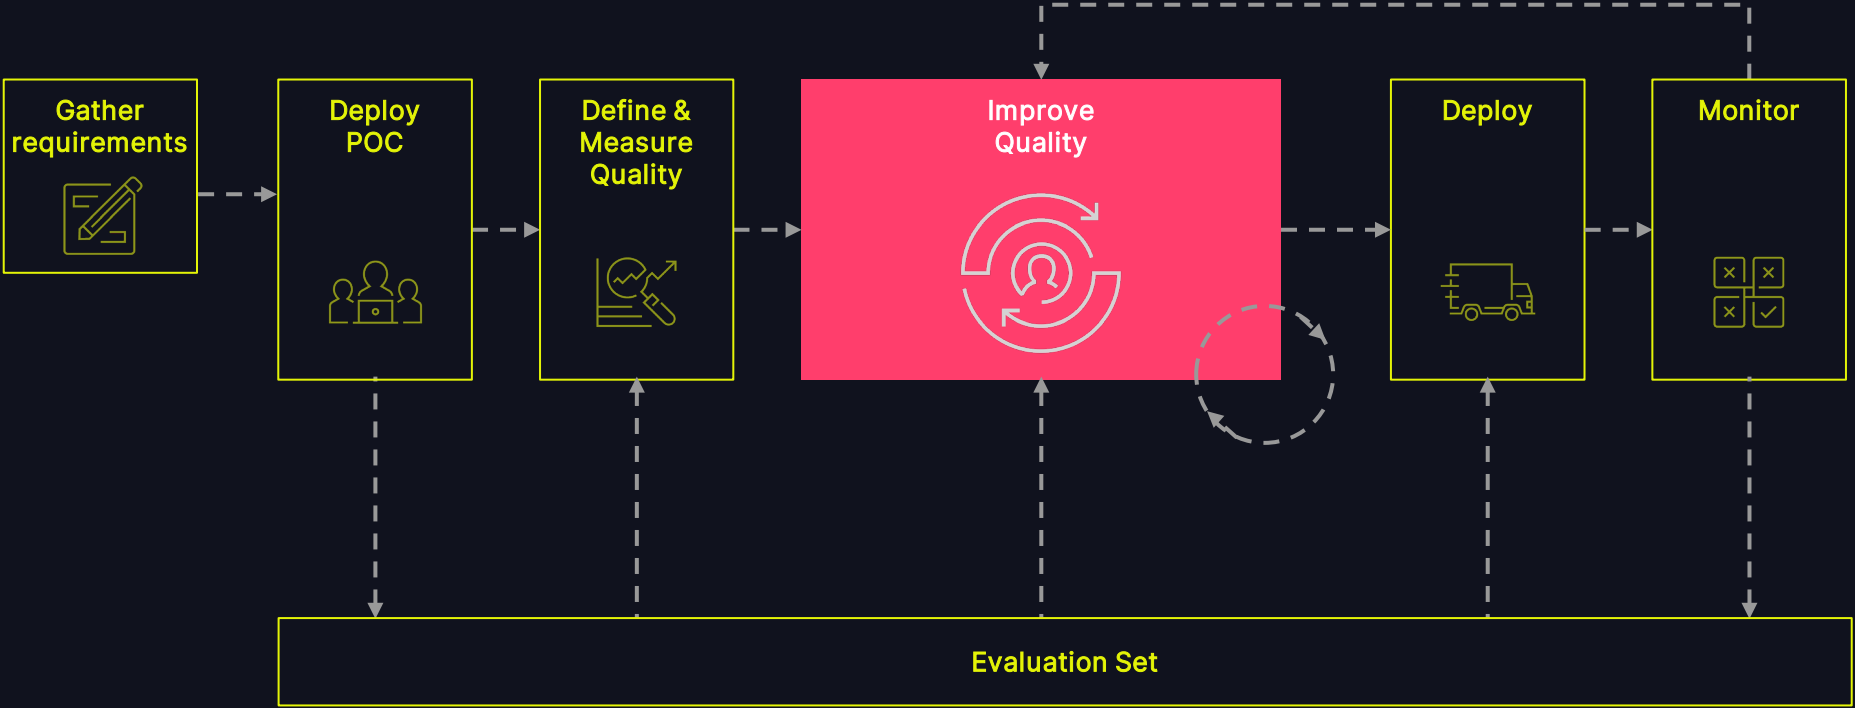 Gather
requirements
Deploy
POC
Define &
Measure
Quality
Improve
Quality
Deploy
Monitor
Evaluation Set